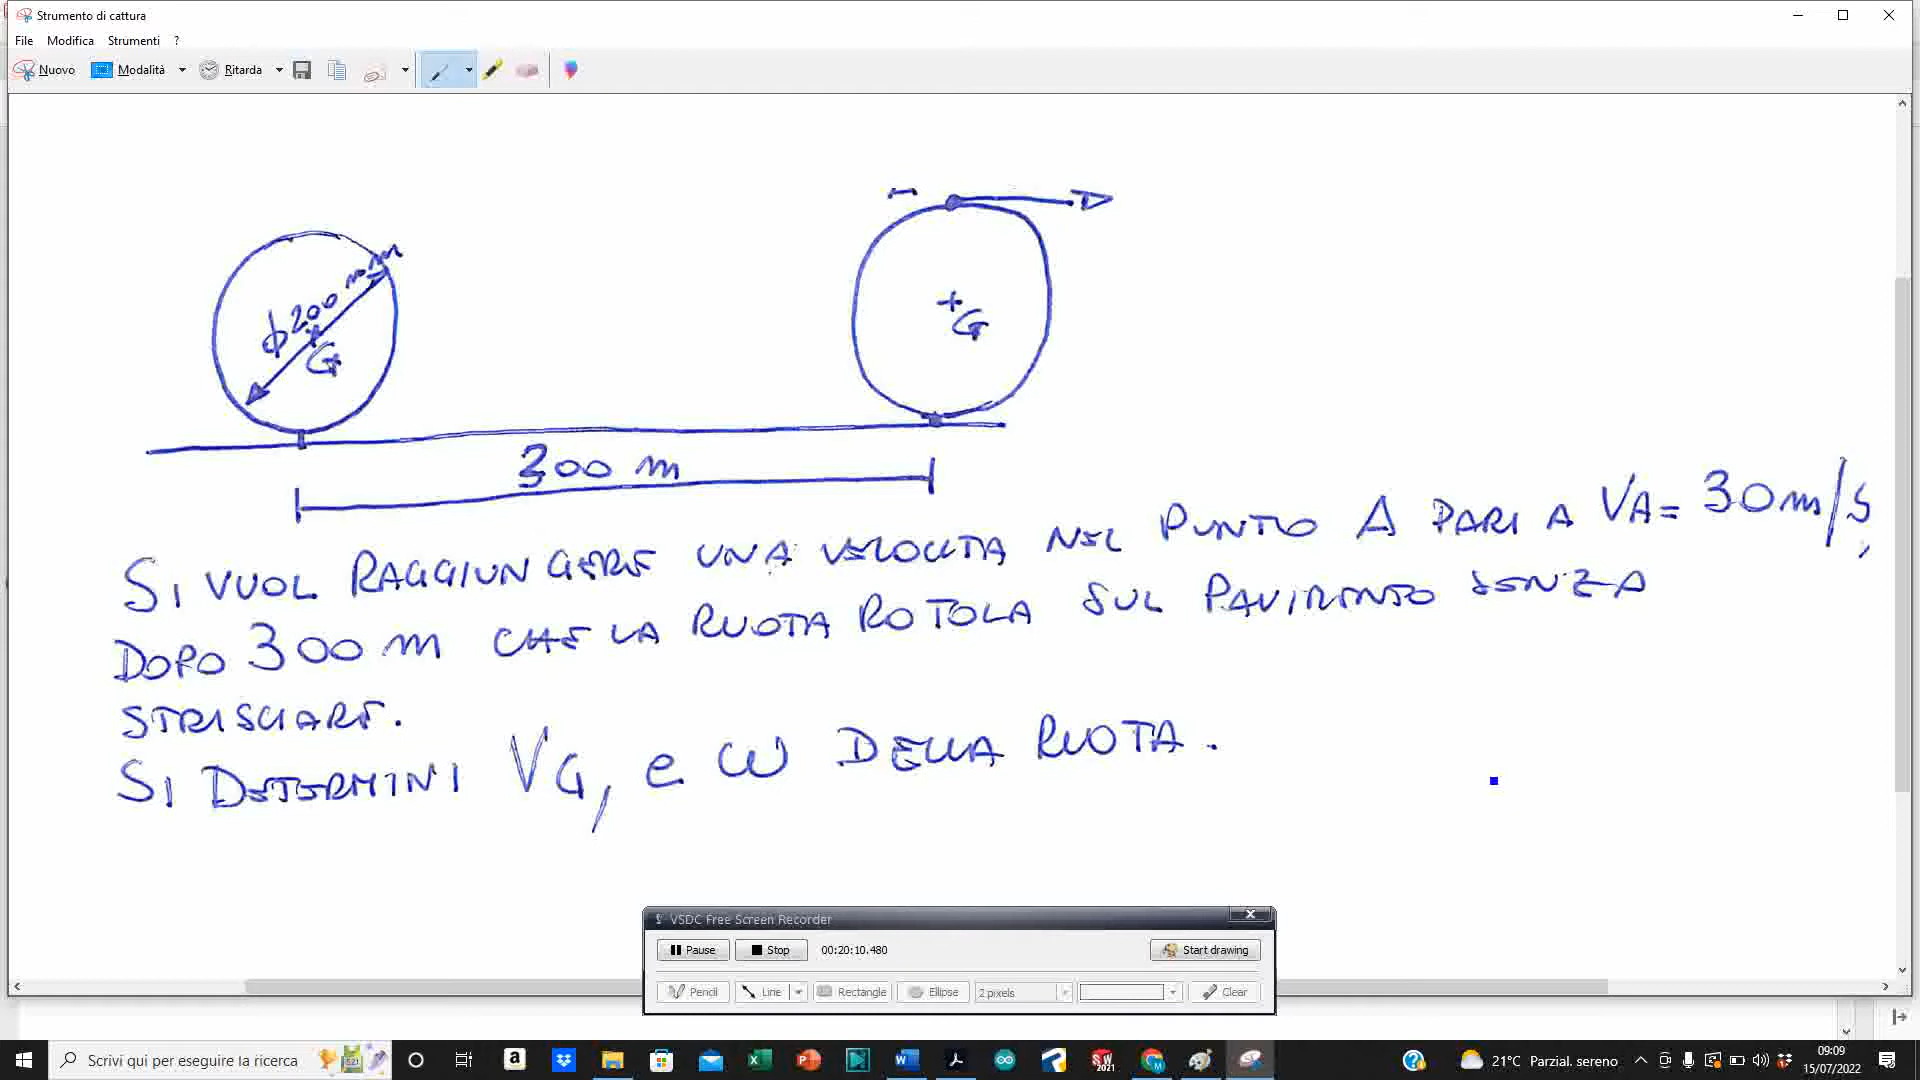 Strumento di cattura
File Modifica Strumenti ?
Nuovo Modalità Ritarda
ϕ200 mm
G
G
300 m
SI VUOL RAGGIUNGERE UNA VELOCITA NEL PUNTO A PARI A VA = 30 m/s,
DOPO 300 m CHE LA RUOTA ROTOLA SUL PAVIMENTO SENZA
STRISCIARE.
SI DETERMINI VG, e ω DELLA RUOTA.
VSDC Free Screen Recorder
Pause Stop 00:20:10.480 Start drawing
Pencil Line Rectangle Ellipse 2 pixels Clear
Scrivi qui per eseguire la ricerca
21°C Parzial. sereno
09:09
15/07/2022